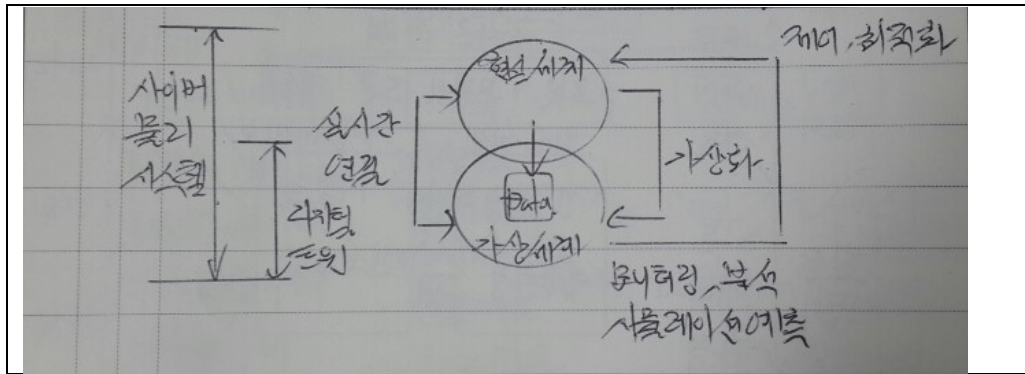 제어, 최적화
현실세계
사이버
물리
시스템
실시간
연결
가상화
디지털
트윈
Data
가상세계
모니터링, 분석
시뮬레이션 예측